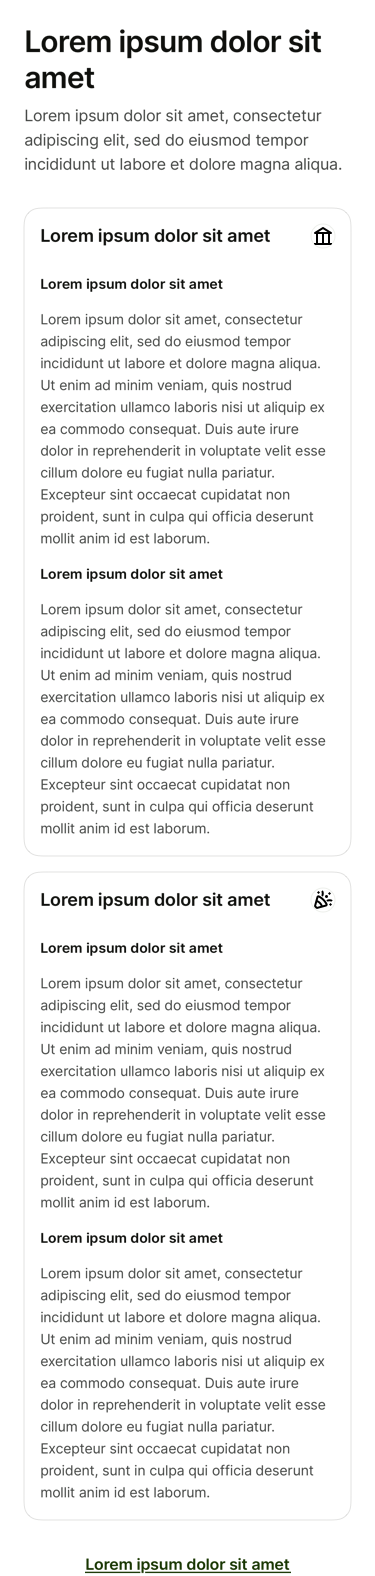 Lorem ipsum dolor sit
amet
Lorem ipsum dolor sit amet, consectetur
adipiscing elit, sed do eiusmod tempor
incididunt ut labore et dolore magna aliqua.
Lorem ipsum dolor sit amet
Lorem ipsum dolor sit amet
Lorem ipsum dolor sit amet, consectetur
adipiscing elit, sed do eiusmod tempor
incididunt ut labore et dolore magna aliqua.
Ut enim ad minim veniam, quis nostrud
exercitation ullamco laboris nisi ut aliquip ex
ea commodo consequat. Duis aute irure
dolor in reprehenderit in voluptate velit esse
cillum dolore eu fugiat nulla pariatur.
Excepteur sint occaecat cupidatat non
proident, sunt in culpa qui officia deserunt
mollit anim id est laborum.
Lorem ipsum dolor sit amet
Lorem ipsum dolor sit amet, consectetur
adipiscing elit, sed do eiusmod tempor
incididunt ut labore et dolore magna aliqua.
Ut enim ad minim veniam, quis nostrud
exercitation ullamco laboris nisi ut aliquip ex
ea commodo consequat. Duis aute irure
dolor in reprehenderit in voluptate velit esse
cillum dolore eu fugiat nulla pariatur.
Excepteur sint occaecat cupidatat non
proident, sunt in culpa qui officia deserunt
mollit anim id est laborum.
Lorem ipsum dolor sit amet
Lorem ipsum dolor sit amet
Lorem ipsum dolor sit amet, consectetur
adipiscing elit, sed do eiusmod tempor
incididunt ut labore et dolore magna aliqua.
Ut enim ad minim veniam, quis nostrud
exercitation ullamco laboris nisi ut aliquip ex
ea commodo consequat. Duis aute irure
dolor in reprehenderit in voluptate velit esse
cillum dolore eu fugiat nulla pariatur.
Excepteur sint occaecat cupidatat non
proident, sunt in culpa qui officia deserunt
mollit anim id est laborum.
Lorem ipsum dolor sit amet
Lorem ipsum dolor sit amet, consectetur
adipiscing elit, sed do eiusmod tempor
incididunt ut labore et dolore magna aliqua.
Ut enim ad minim veniam, quis nostrud
exercitation ullamco laboris nisi ut aliquip ex
ea commodo consequat. Duis aute irure
dolor in reprehenderit in voluptate velit esse
cillum dolore eu fugiat nulla pariatur.
Excepteur sint occaecat cupidatat non
proident, sunt in culpa qui officia deserunt
mollit anim id est laborum.
Lorem ipsum dolor sit amet